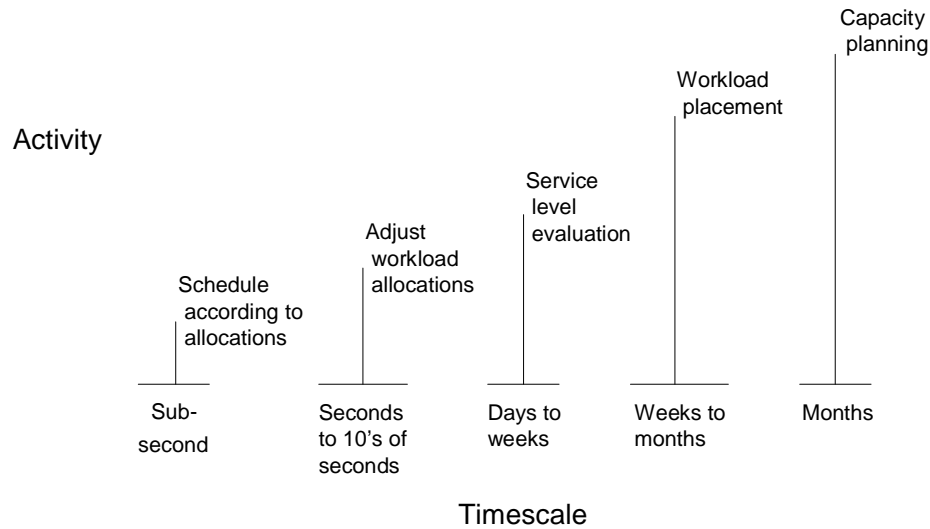 Capacity
planning
Workload
placement
Activity
Service
level
evaluation
Adjust
workload
allocations
Schedule
according to
allocations
Sub-
second
Seconds
to 10's of
seconds
Days to
weeks
Weeks to
months
Months
Timescale